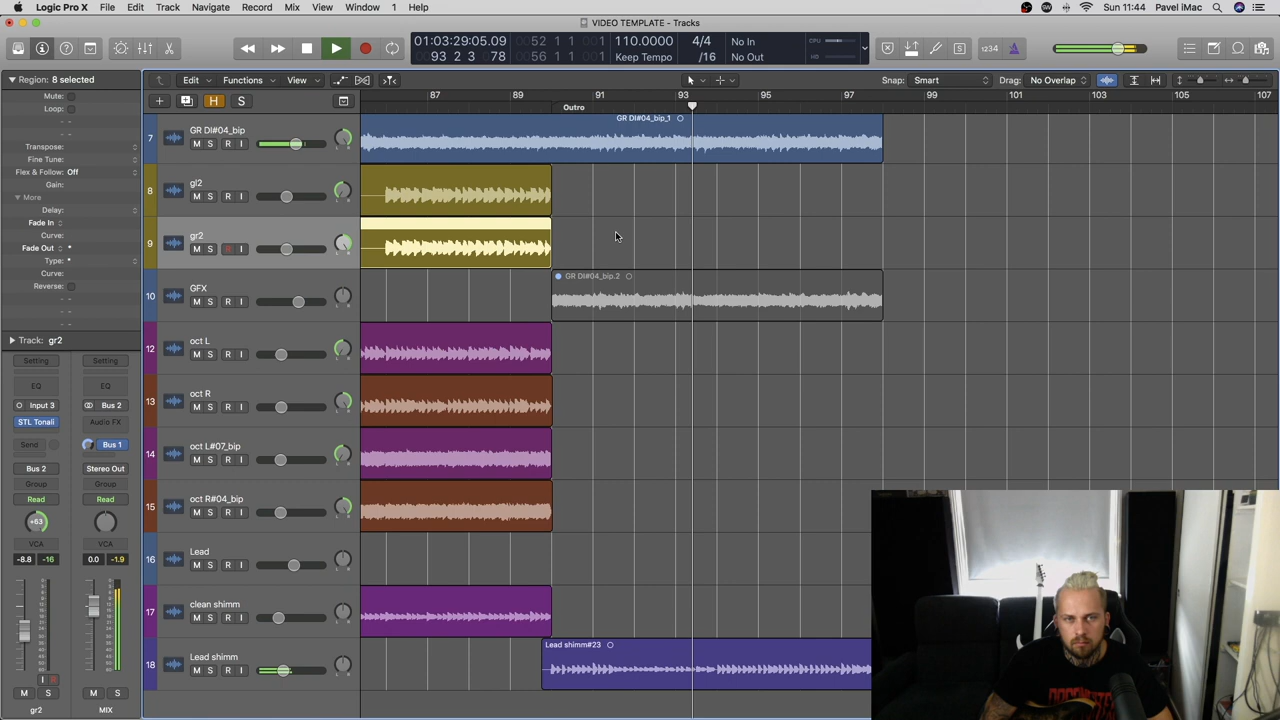 Logic Pro X File Edit Track Navigate Record Mix View Window 1 Help Sun 11:44 Pavel iMac
VIDEO TEMPLATE - Tracks
01:03:29:05.09 52 1 1 1 110.0000 4/4 No In CPU
93 2 3 78 56 1 1 1 Keep Tempo /16 No Out HD
1234
Region: 8 selected Edit Functions View Snap: Smart Drag: No Overlap
Mute:
Loop:
Transpose:
Fine Tune:
Flex & Follow: Off
Gain:
More
Delay:
Fade In
Curve:
Fade Out *
Type: *
Curve:
Reverse:
Track: gr2
Setting Setting
EQ EQ
Input 3 Bus 2
STL Tonali Audio FX
Send Bus 1
Bus 2 Stereo Out
Group Group
Read Read
+63
VCA VCA
-8.8 -16 0.0 -1.9
I R
M S M S
gr2 MIX
H S 87 89 91 93 95 97 99 101 103 105 107
Outro
7 GR DI#04_bip M S R I GR DI#04_bip_1
8 gl2 M S R I
9 gr2 M S R I
10 GFX M S R I GR DI#04_bip.2
12 oct L M S R I
13 oct R M S R I
14 oct L#07_bip M S R I
15 oct R#04_bip M S R I
16 Lead M S R I
17 clean shimm M S R I
18 Lead shimm M S R I Lead shimm#23